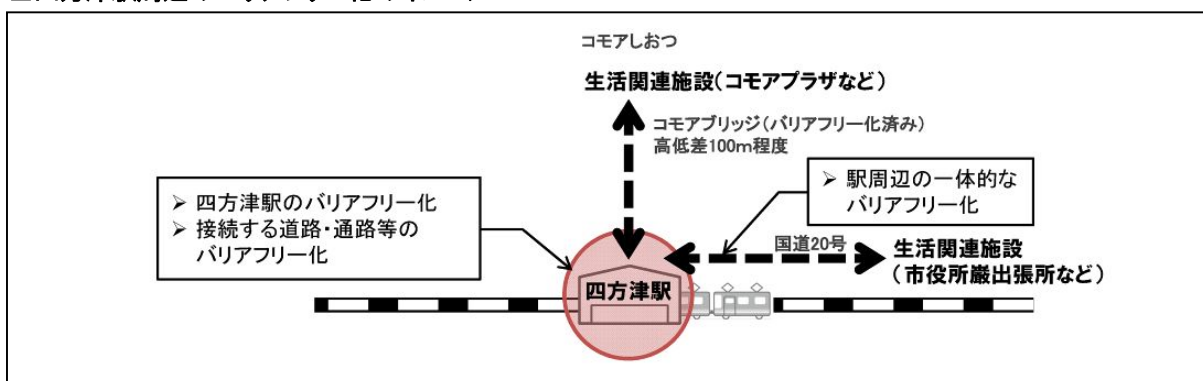 コモアしおつ
生活関連施設(コモアプラザなど)
コモアブリッジ(バリアフリー化済み)
高低差100m程度
➢ 四方津駅のバリアフリー化
➢ 接続する道路・通路等の
バリアフリー化
➢ 駅周辺の一体的な
バリアフリー化
国道20号
生活関連施設
(市役所巌出張所など)
四方津駅